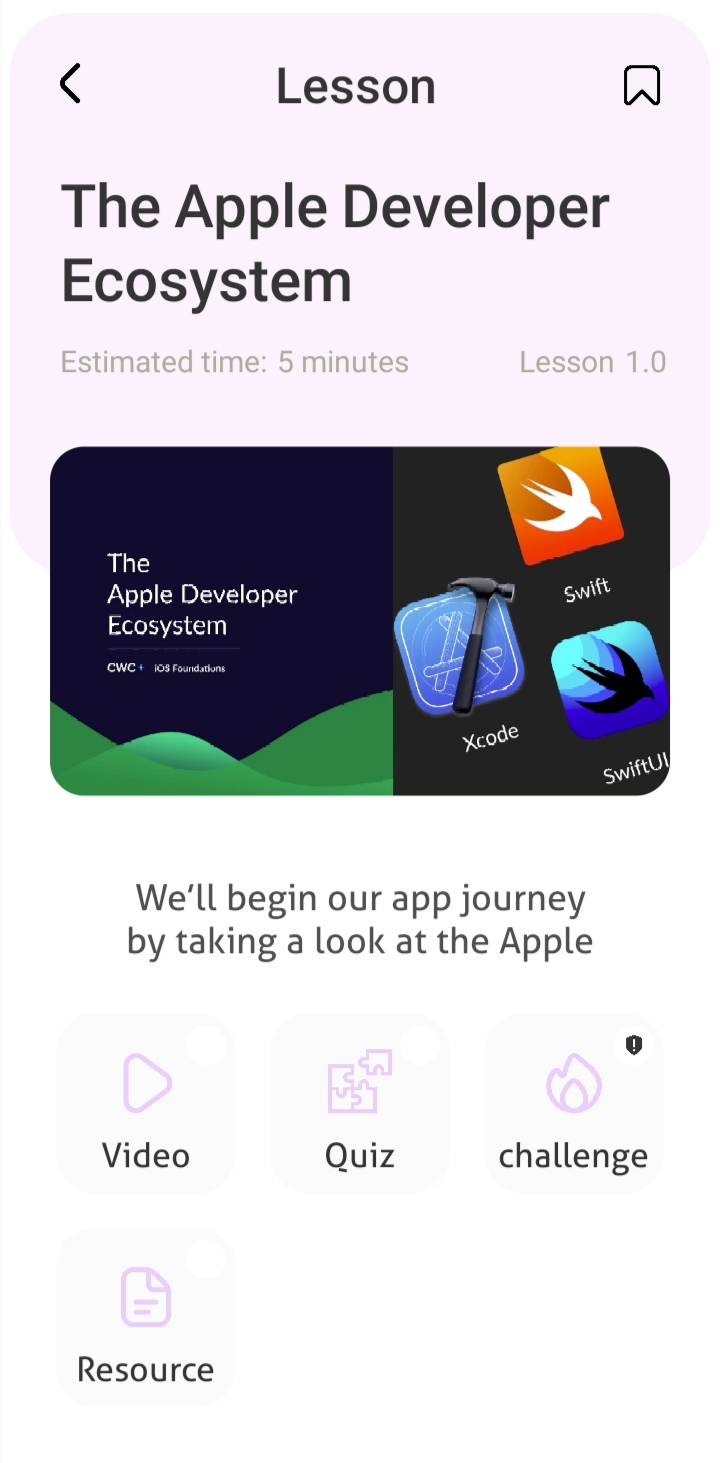 Lesson
The Apple Developer
Ecosystem
Estimated time: 5 minutes
Lesson 1.0
The
Apple Developer
Ecosystem
CWC+ iOS Foundations
Swift
Xcode
SwiftUI
We’ll begin our app journey
by taking a look at the Apple
Video
Quiz
challenge
Resource